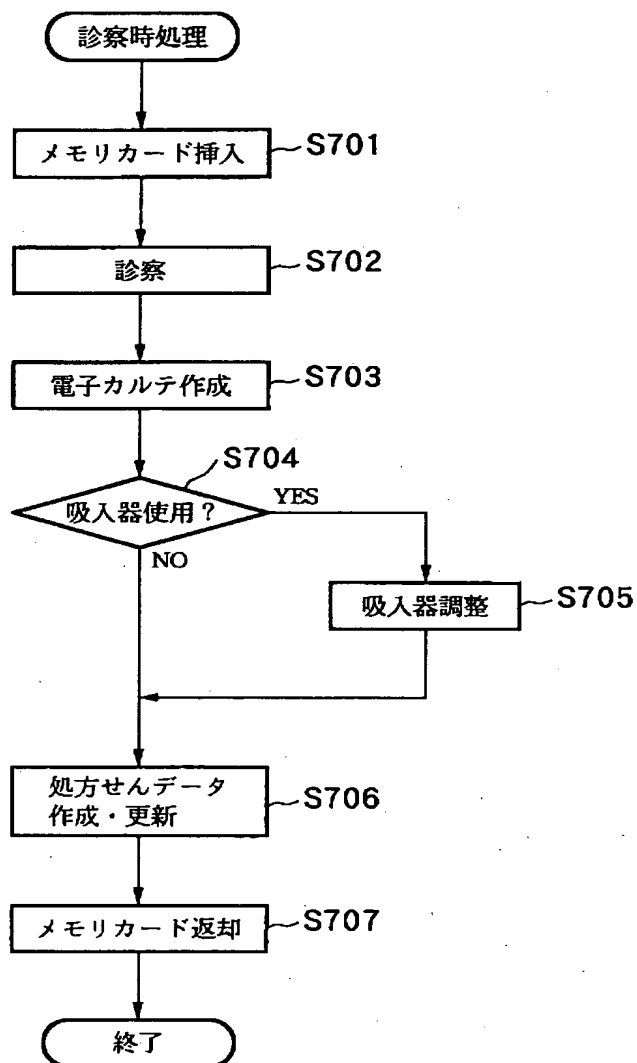 診察時処理
メモリカード挿入
S701
診察
S702
電子カルテ作成
S703
S704
吸入器使用?
YES
NO
吸入器調整
S705
処方せんデータ
作成・更新
S706
メモリカード返却
S707
終了